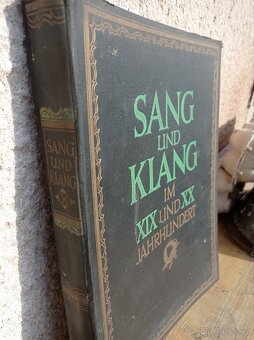 SANG
UND
KLANG
SANG
UND
KLANG
IM
XIX UND XX
JAHRHUNDERT